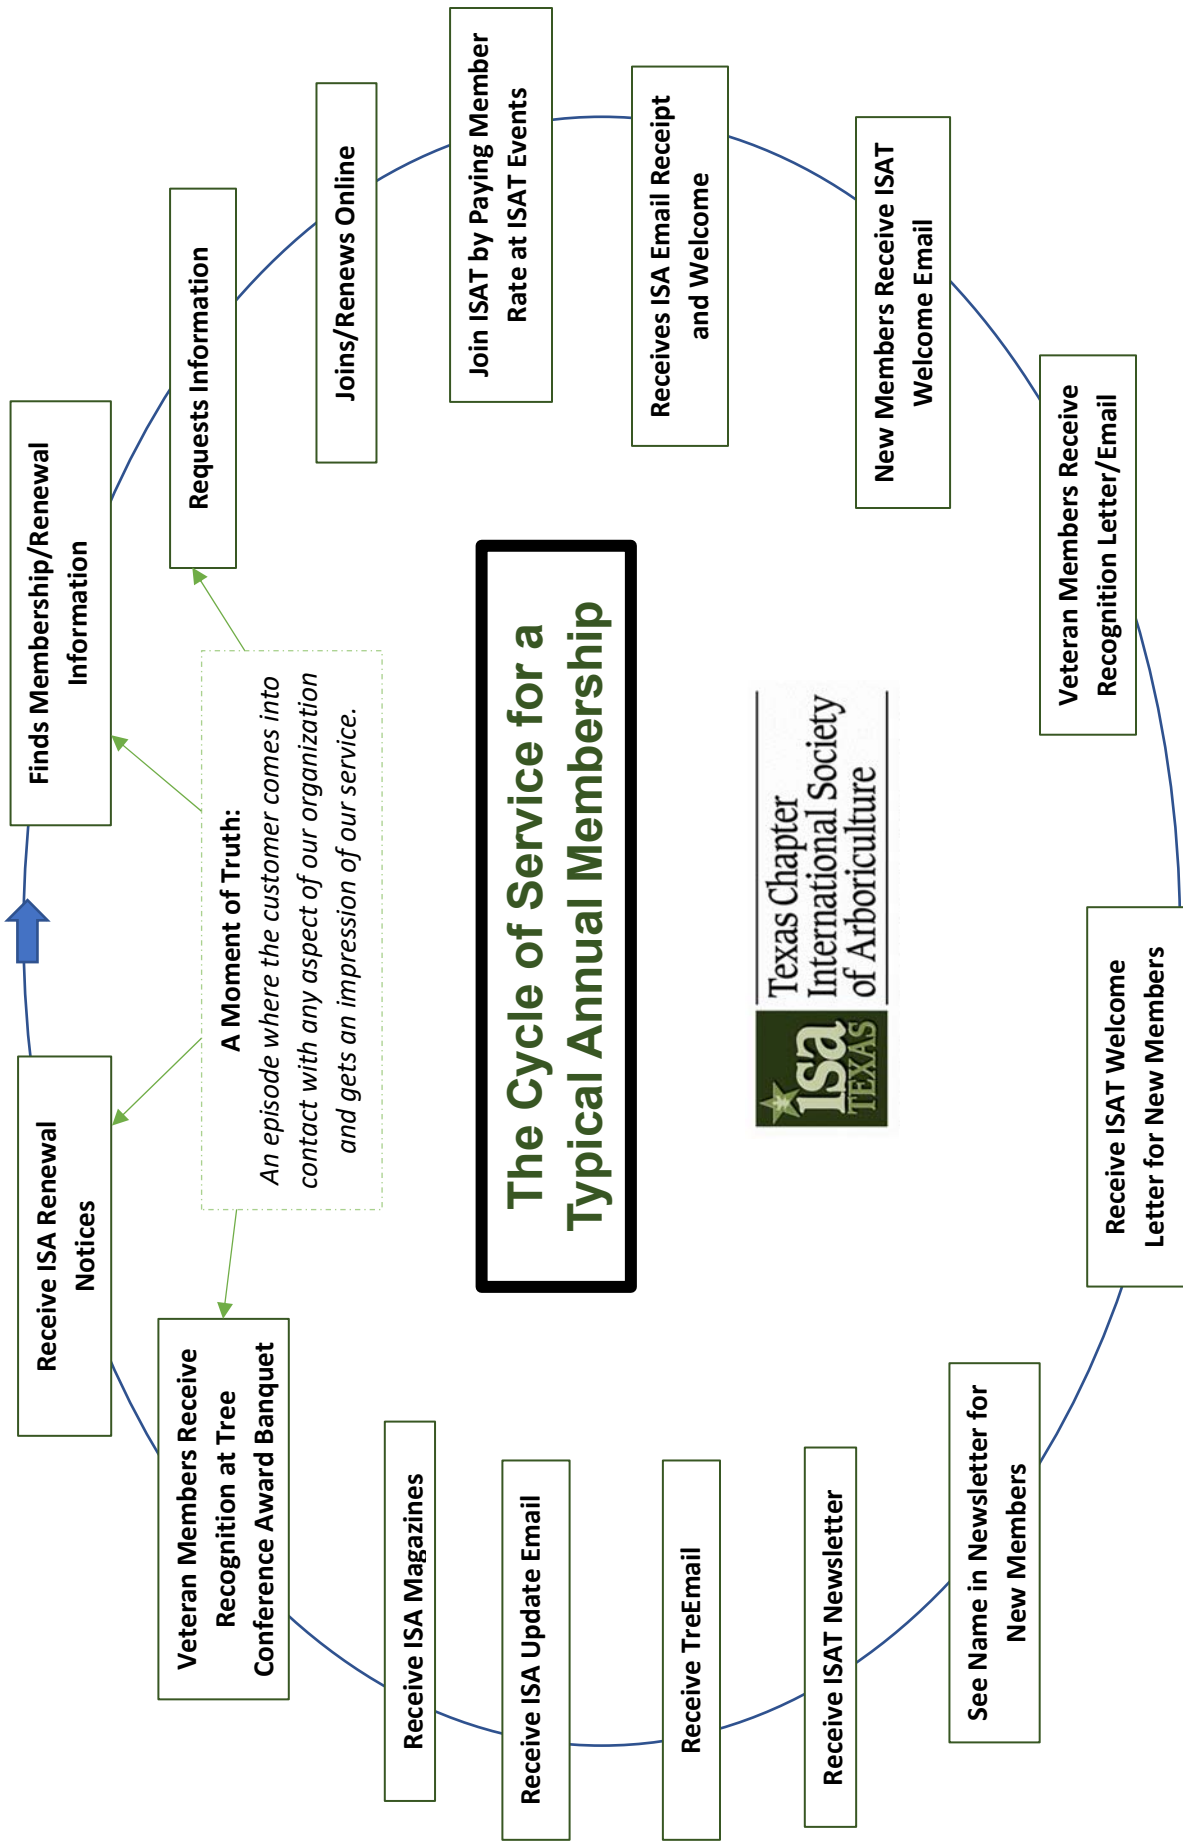 Finds Membership/Renewal
Information
Requests Information
Joins/Renews Online
Join ISAT by Paying Member
Rate at ISAT Events
Receives ISA Email Receipt
and Welcome
New Members Receive ISAT
Welcome Email
Veteran Members Receive
Recognition Letter/Email
Receive ISAT Welcome
Letter for New Members
See Name in Newsletter for
New Members
Receive ISAT Newsletter
Receive TreEmail
Receive ISA Update Email
Receive ISA Magazines
Veteran Members Receive
Recognition at Tree
Conference Award Banquet
Receive ISA Renewal
Notices
A Moment of Truth:
An episode where the customer comes into
contact with any aspect of our organization
and gets an impression of our service.
The Cycle of Service for a
Typical Annual Membership
isa
TEXAS
Texas Chapter
International Society
of Arboriculture